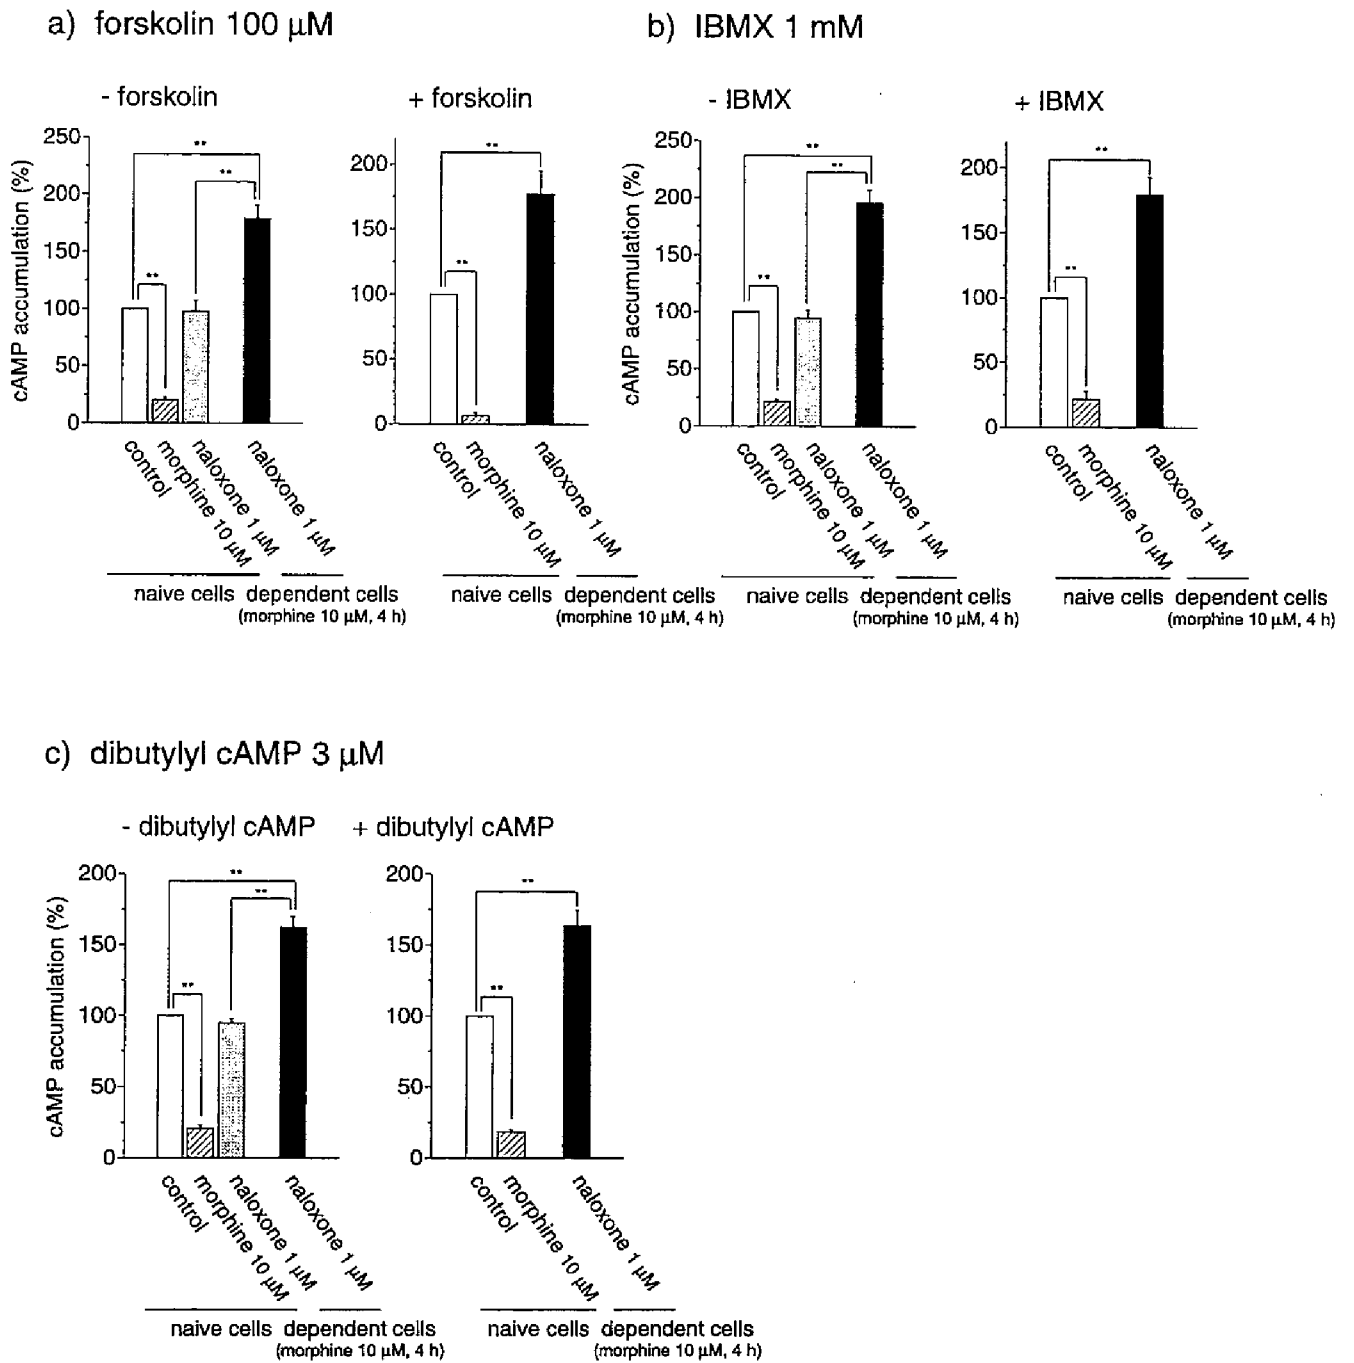 a) forskolin 100 μM
- forskolin
+ forskolin
cAMP accumulation (%)
250
200
150
100
50
0
**
**
**
control
morphine 10 μM
naloxone 1 μM
naloxone 1 μM
naive cells
dependent cells
(morphine 10 μM, 4 h)
200
150
100
50
0
**
**
control
morphine 10 μM
naloxone 1 μM
naive cells
dependent cells
(morphine 10 μM, 4 h)
b) IBMX 1 mM
- IBMX
+ IBMX
cAMP accumulation (%)
250
200
150
100
50
0
**
**
**
control
morphine 10 μM
naloxone 1 μM
naloxone 1 μM
naive cells
dependent cells
(morphine 10 μM, 4 h)
200
150
100
50
0
**
**
control
morphine 10 μM
naloxone 1 μM
naive cells
dependent cells
(morphine 10 μM, 4 h)
c) dibutylyl cAMP 3 μM
- dibutylyl cAMP
+ dibutylyl cAMP
cAMP accumulation (%)
200
150
100
50
0
**
**
**
control
morphine 10 μM
naloxone 1 μM
naloxone 1 μM
naive cells
dependent cells
(morphine 10 μM, 4 h)
200
150
100
50
0
**
**
control
morphine 10 μM
naloxone 1 μM
naive cells
dependent cells
(morphine 10 μM, 4 h)